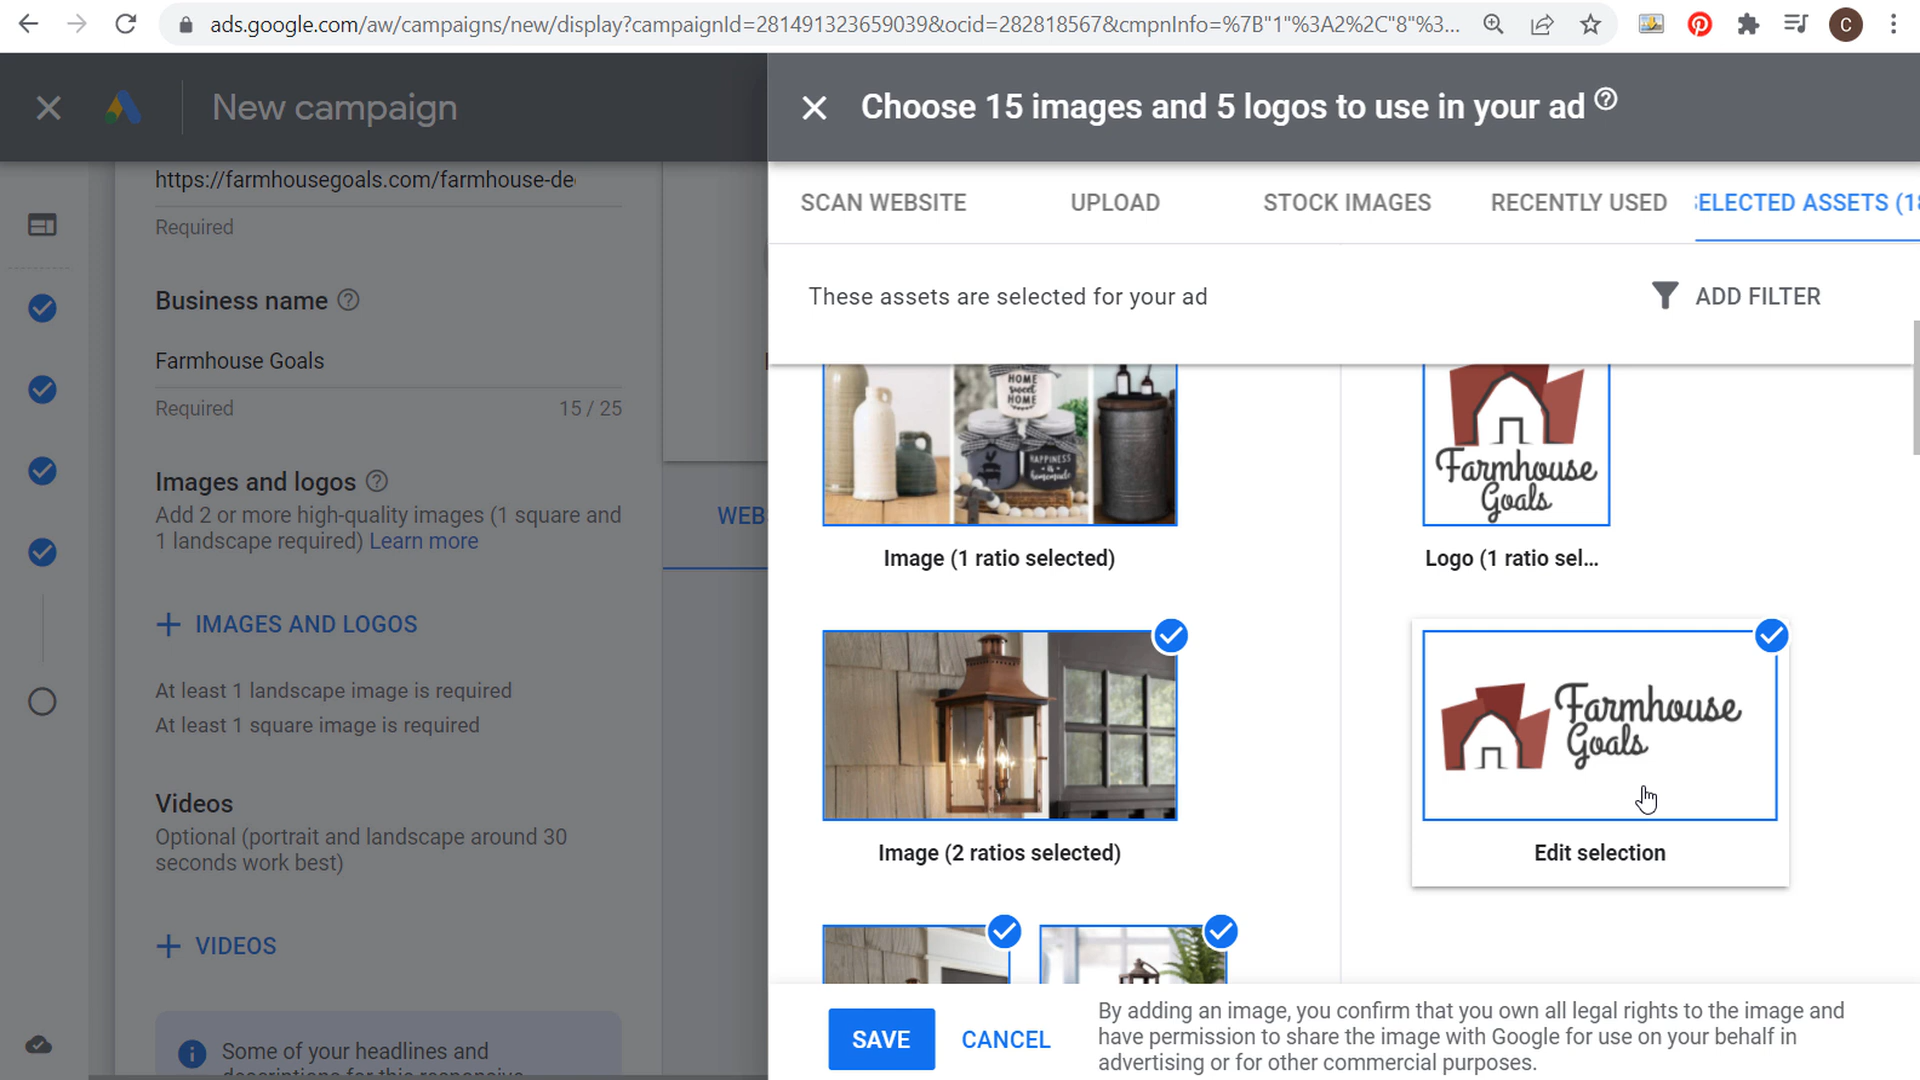 ads.google.com/aw/campaigns/new/display?campaignId=281491323659039&ocid=282818567&cmpnInfo=%7B"1"%3A2%2C"8"%3...
C
New campaign
Choose 15 images and 5 logos to use in your ad
https://farmhousegoals.com/farmhouse-de
Required
Business name
Farmhouse Goals
Required
15 / 25
Images and logos
Add 2 or more high-quality images (1 square and
1 landscape required) Learn more
IMAGES AND LOGOS
At least 1 landscape image is required
At least 1 square image is required
Videos
Optional (portrait and landscape around 30
seconds work best)
VIDEOS
Some of your headlines and
descriptions for this responsive
WEB
SCAN WEBSITE
UPLOAD
STOCK IMAGES
RECENTLY USED
ELECTED ASSETS (18
These assets are selected for your ad
ADD FILTER
HOME
sweet
HOME
HAPPINESS
is
homemade
Image (1 ratio selected)
Farmhouse
Goals
Logo (1 ratio sel...
Image (2 ratios selected)
Farmhouse
Goals
Edit selection
SAVE
CANCEL
By adding an image, you confirm that you own all legal rights to the image and
have permission to share the image with Google for use on your behalf in
advertising or for other commercial purposes.